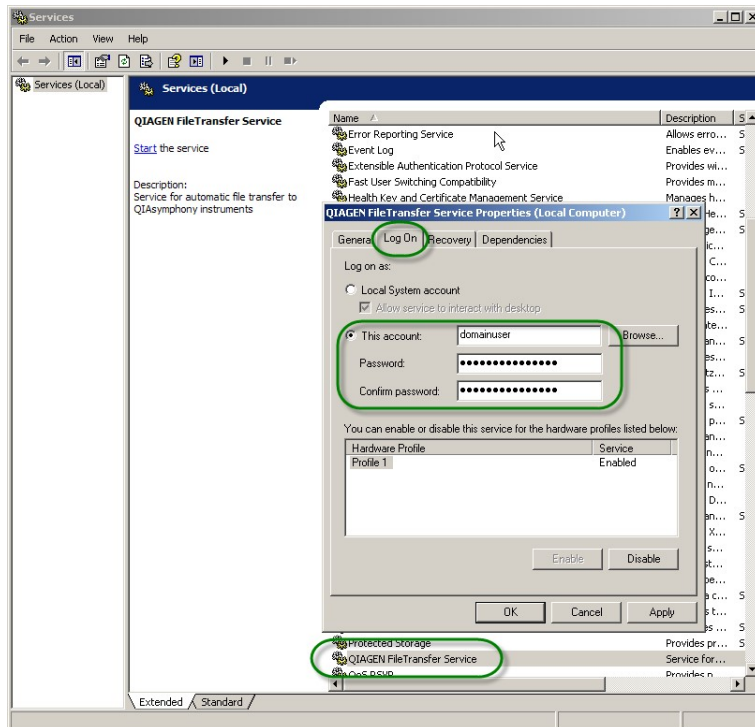 Services
File Action View Help
Services (Local)
Services (Local)
QIAGEN FileTransfer Service
Start the service
Description:
Service for automatic file transfer to
QIAsymphony instruments
Name Description S
Error Reporting Service Allows erro... S
Event Log Enables ev... S
Extensible Authentication Protocol Service Provides wi...
Fast User Switching Compatibility Provides m...
Health Key and Certificate Management Service Manages h...
QIAGEN FileTransfer Service Properties (Local Computer)
General Log On Recovery Dependencies
Log on as:
Local System account
Allow service to interact with desktop
This account: domainuser Browse...
Password: ●●●●●●●●●●●●●●●
Confirm password: ●●●●●●●●●●●●●●●
You can enable or disable this service for the hardware profiles listed below:
Hardware Profile Service
Profile 1 Enabled
Enable Disable
OK Cancel Apply
Protected Storage Provides pr... S
QIAGEN FileTransfer Service Service for...
QoS RSVP Provides n...
Extended Standard